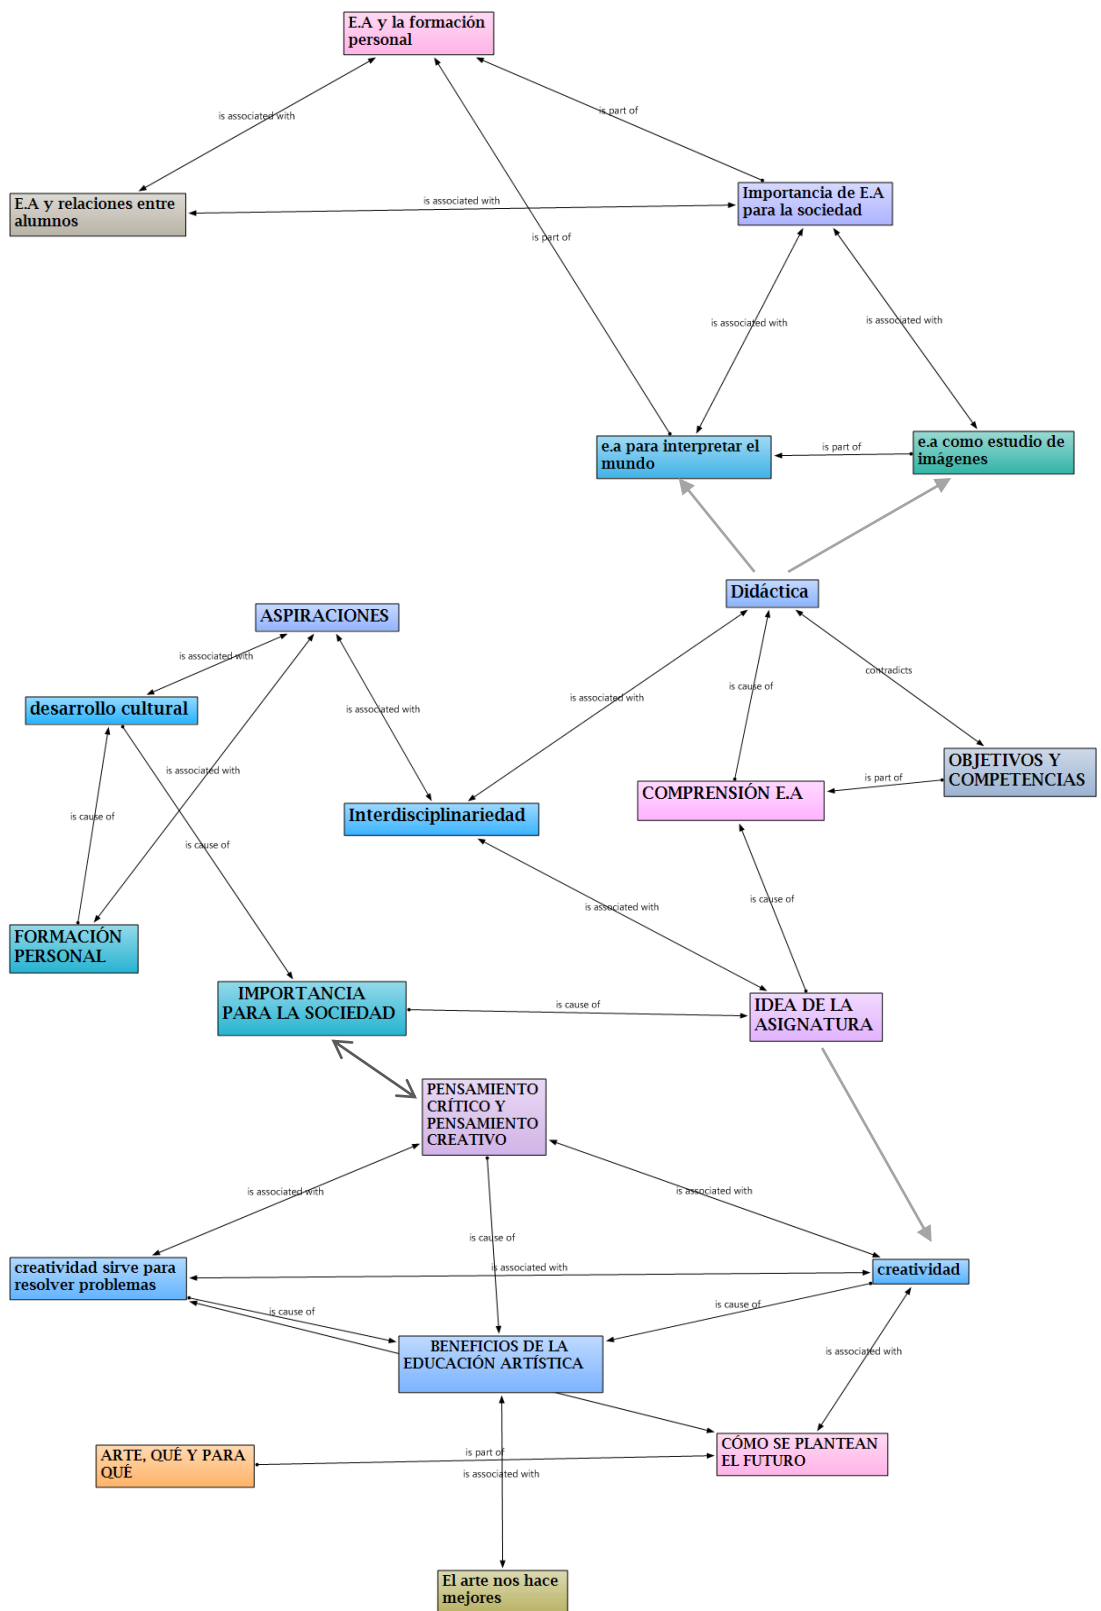 E.A y la formación
personal
is associated with
is part of
E.A y relaciones entre
alumnos
is associated with
Importancia de E.A
para la sociedad
is part of
is associated with
is associated with
e.a para interpretar el
mundo
is part of
e.a como estudio de
imágenes
Didáctica
ASPIRACIONES
is associated with
contradicts
is cause of
desarrollo cultural
is associated with
is associated with
is associated with
OBJETIVOS Y
COMPETENCIAS
is part of
COMPRENSIÓN E.A
Interdisciplinariedad
is cause of
is cause of
is cause of
is associated with
FORMACIÓN
PERSONAL
IMPORTANCIA
PARA LA SOCIEDAD
is cause of
IDEA DE LA
ASIGNATURA
PENSAMIENTO
CRÍTICO Y
PENSAMIENTO
CREATIVO
is associated with
is associated with
is cause of
creatividad sirve para
resolver problemas
is associated with
creatividad
is cause of
is cause of
BENEFICIOS DE LA
EDUCACIÓN ARTÍSTICA
is associated with
ARTE, QUÉ Y PARA
QUÉ
is part of
is associated with
CÓMO SE PLANTEAN
EL FUTURO
El arte nos hace
mejores